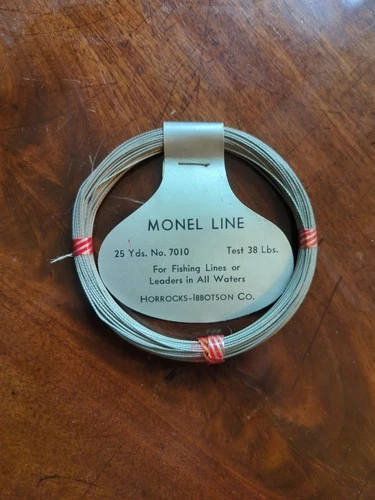 MONEL LINE
25 Yds. No. 7010 Test 38 Lbs.
For Fishing Lines or
Leaders in All Waters
HORROCKS-IBBOTSON CO.